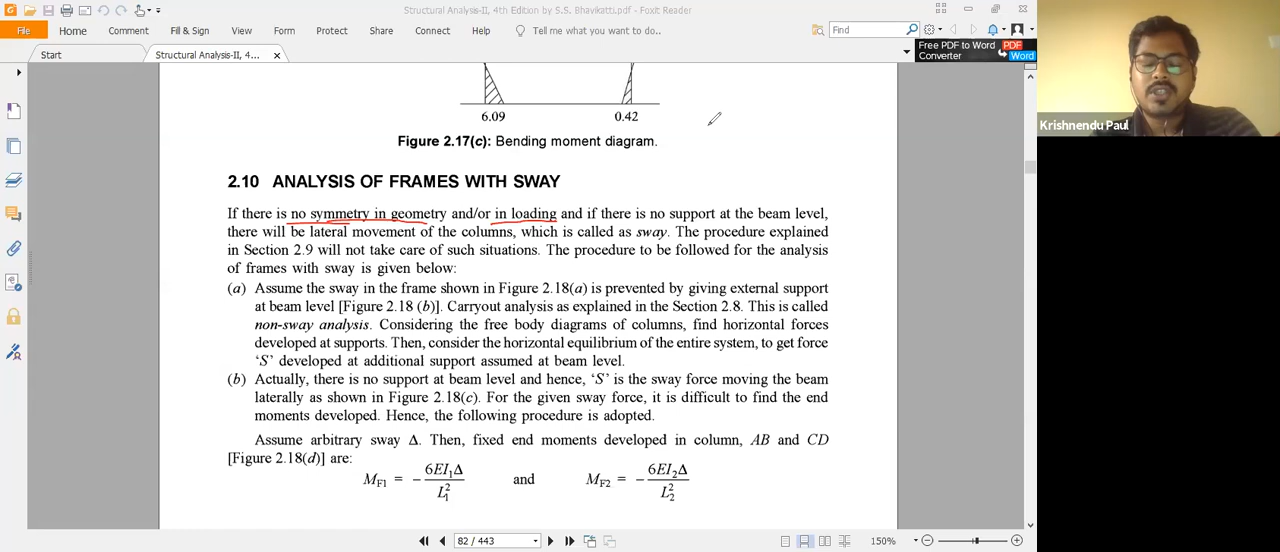 Structural Analysis-II, 4th Edition by S.S. Bhavikatti.pdf - Foxit Reader
File Home Comment Fill & Sign View Form Protect Share Connect Help Tell me what you want to do.. Find
Start Structural Analysis-II, 4... Free PDF to Word Converter PDF Word
6.09 0.42
Figure 2.17(c): Bending moment diagram.
2.10 ANALYSIS OF FRAMES WITH SWAY
If there is no symmetry in geometry and/or in loading and if there is no support at the beam level,
there will be lateral movement of the columns, which is called as sway. The procedure explained
in Section 2.9 will not take care of such situations. The procedure to be followed for the analysis
of frames with sway is given below:
(a) Assume the sway in the frame shown in Figure 2.18(a) is prevented by giving external support
at beam level [Figure 2.18 (b)]. Carryout analysis as explained in the Section 2.8. This is called
non-sway analysis. Considering the free body diagrams of columns, find horizontal forces
developed at supports. Then, consider the horizontal equilibrium of the entire system, to get force
‘S’ developed at additional support assumed at beam level.
(b) Actually, there is no support at beam level and hence, ‘S’ is the sway force moving the beam
laterally as shown in Figure 2.18(c). For the given sway force, it is difficult to find the end
moments developed. Hence, the following procedure is adopted.
Assume arbitrary sway Δ. Then, fixed end moments developed in column, AB and CD
[Figure 2.18(d)] are:
M_F1 = - 6EI₁Δ / L₁² and M_F2 = - 6EI₂Δ / L₂²
82 / 443 150%
Krishnendu Paul